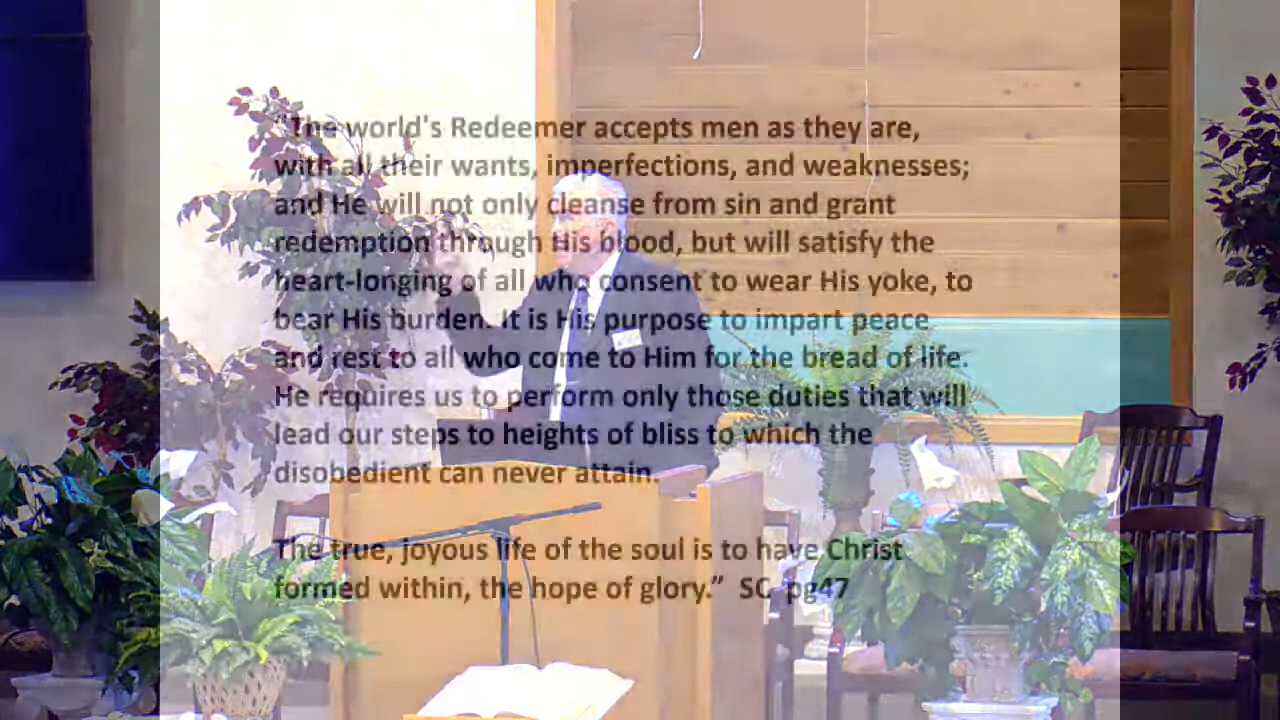 "The world's Redeemer accepts men as they are,
with all their wants, imperfections, and weaknesses;
and He will not only cleanse from sin and grant
redemption through His blood, but will satisfy the
heart-longing of all who consent to wear His yoke, to
bear His burden. It is His purpose to impart peace
and rest to all who come to Him for the bread of life.
He requires us to perform only those duties that will
lead our steps to heights of bliss to which the
disobedient can never attain.
The true, joyous life of the soul is to have Christ
formed within, the hope of glory.” SC pg47